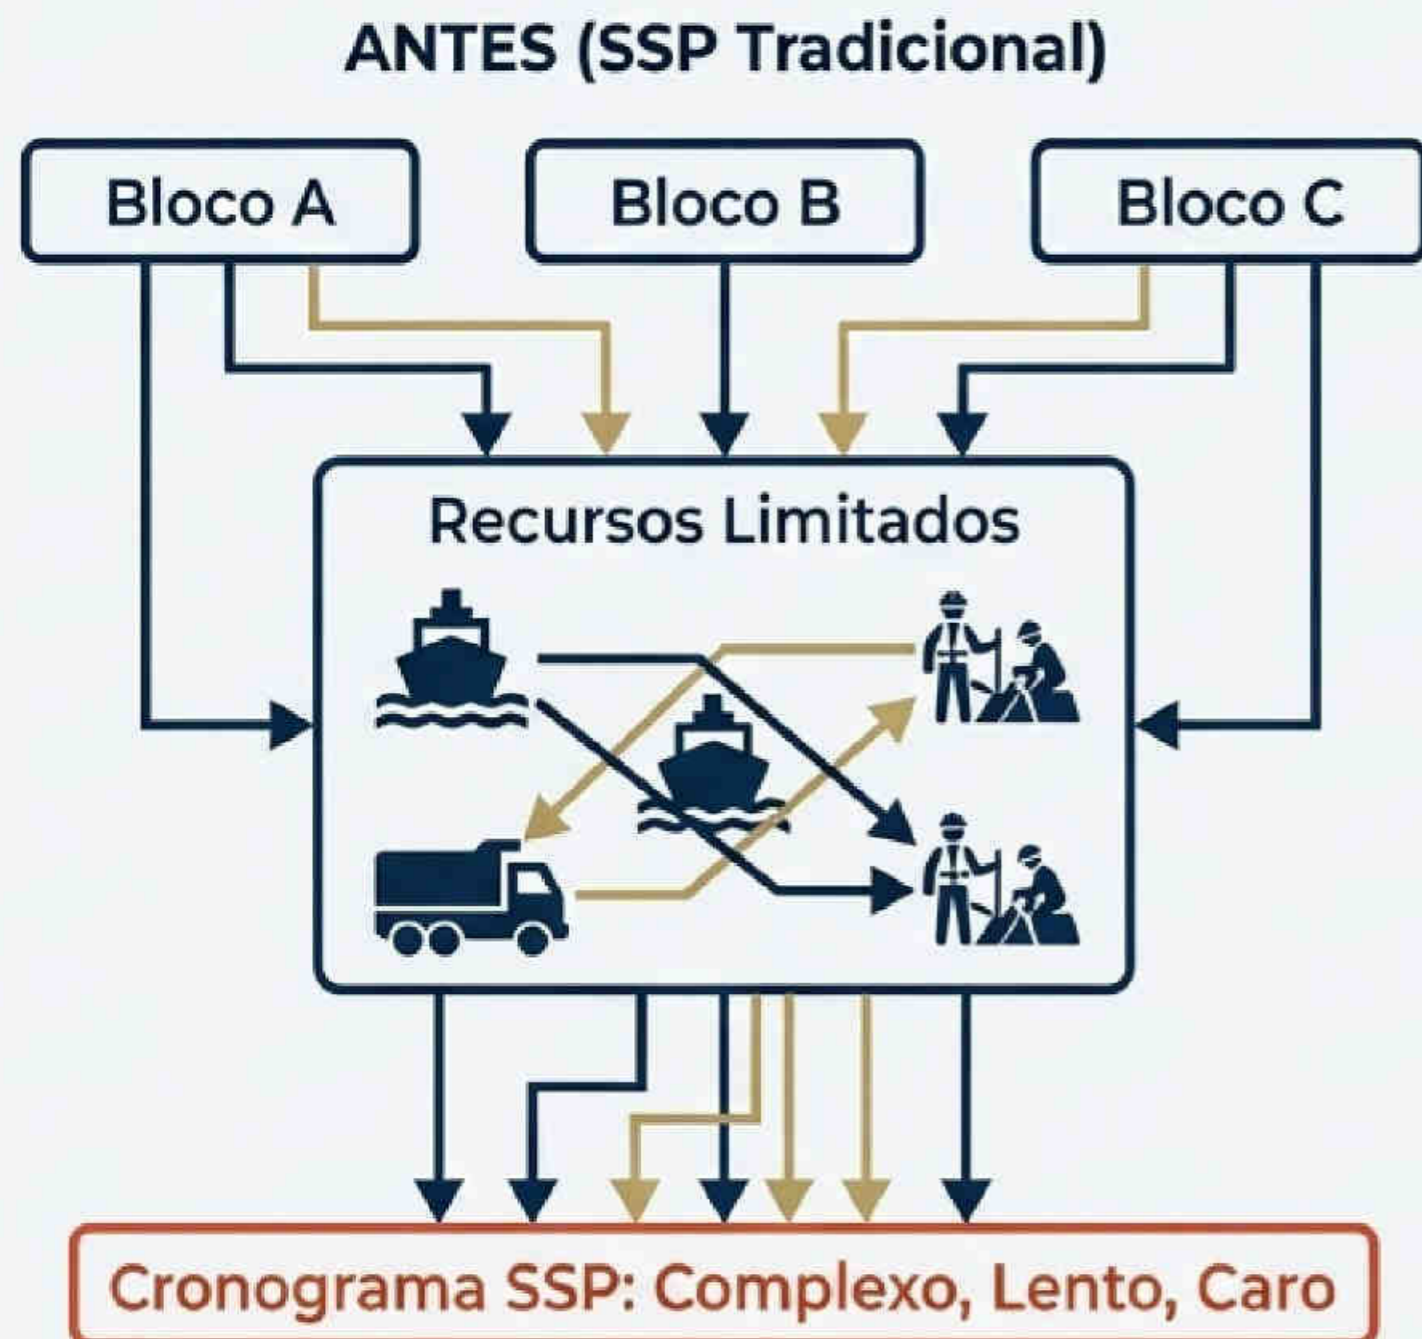 ANTES (SSP Tradicional)
Bloco A
Bloco B
Bloco C
Recursos Limitados
Cronograma SSP: Complexo, Lento, Caro